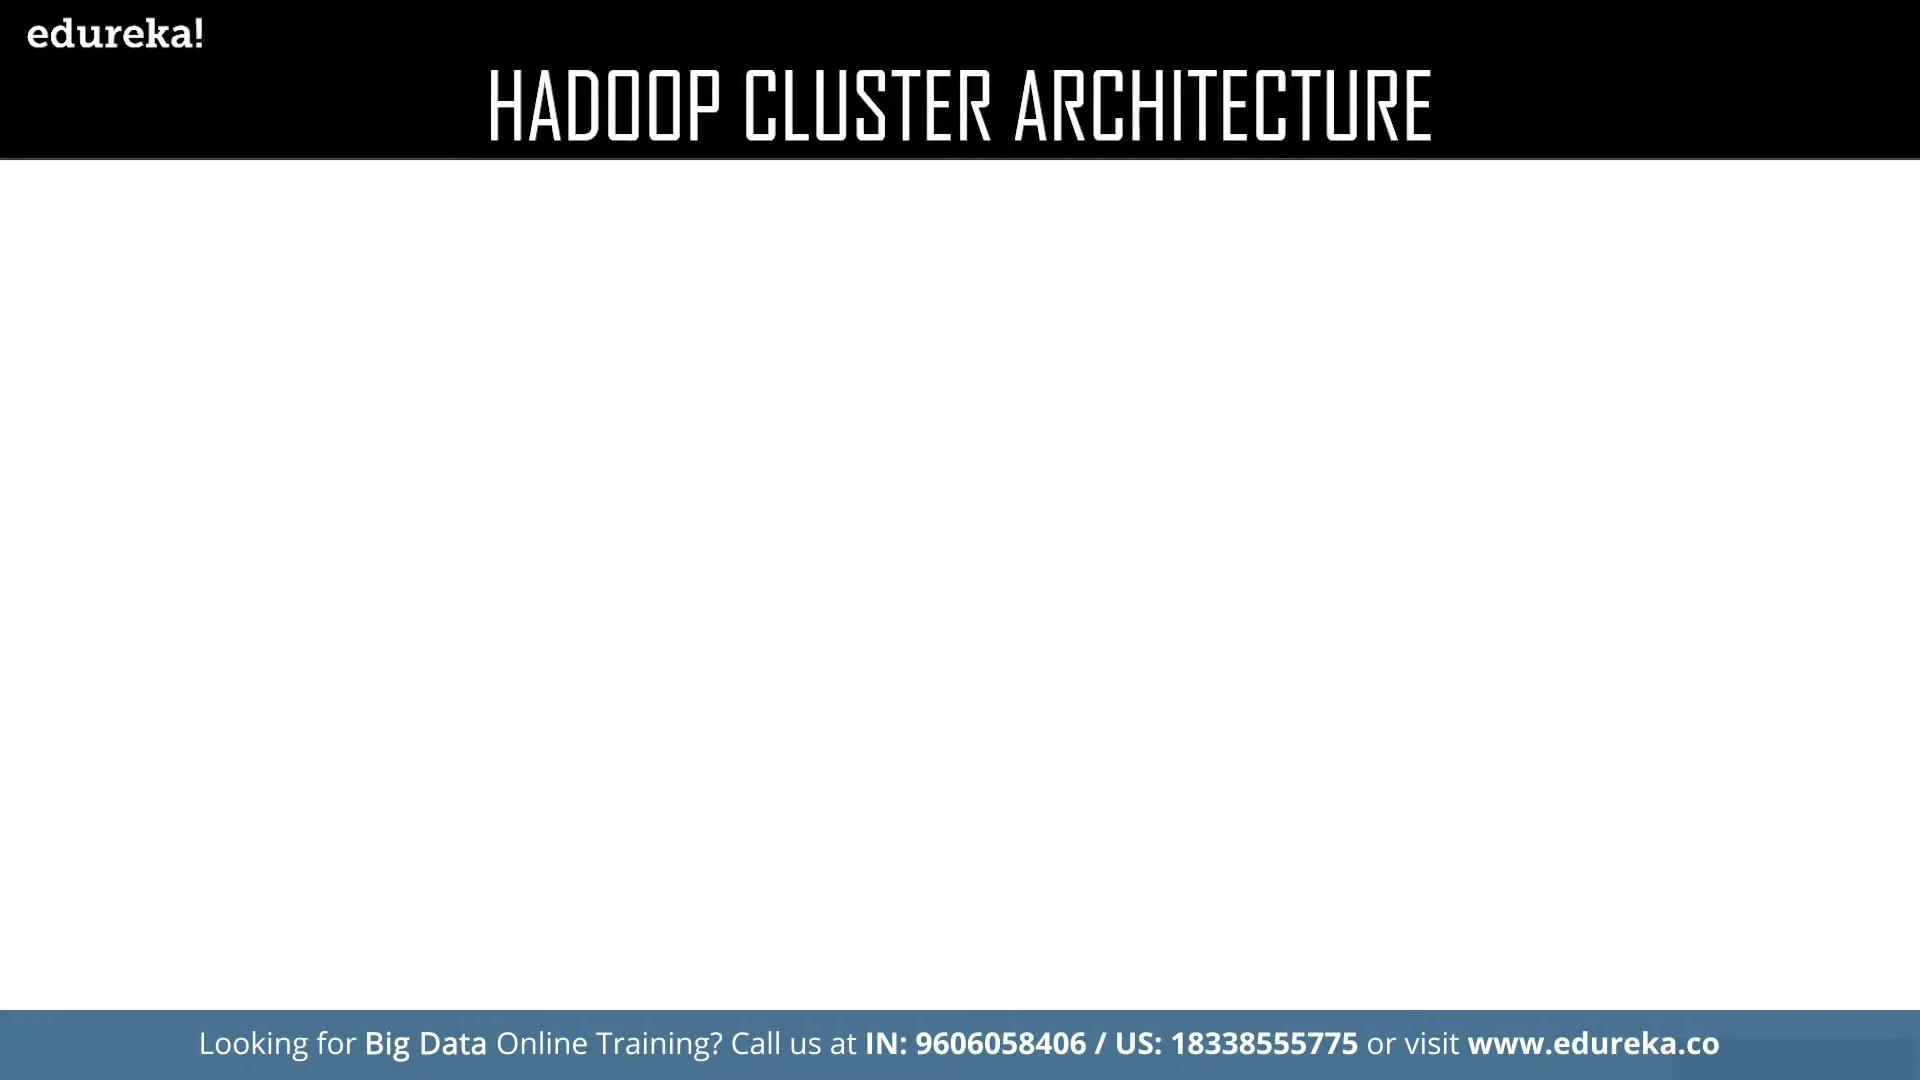 edureka!
HADOOP CLUSTER ARCHITECTURE
Looking for Big Data Online Training? Call us at IN: 9606058406 / US: 18338555775 or visit www.edureka.co